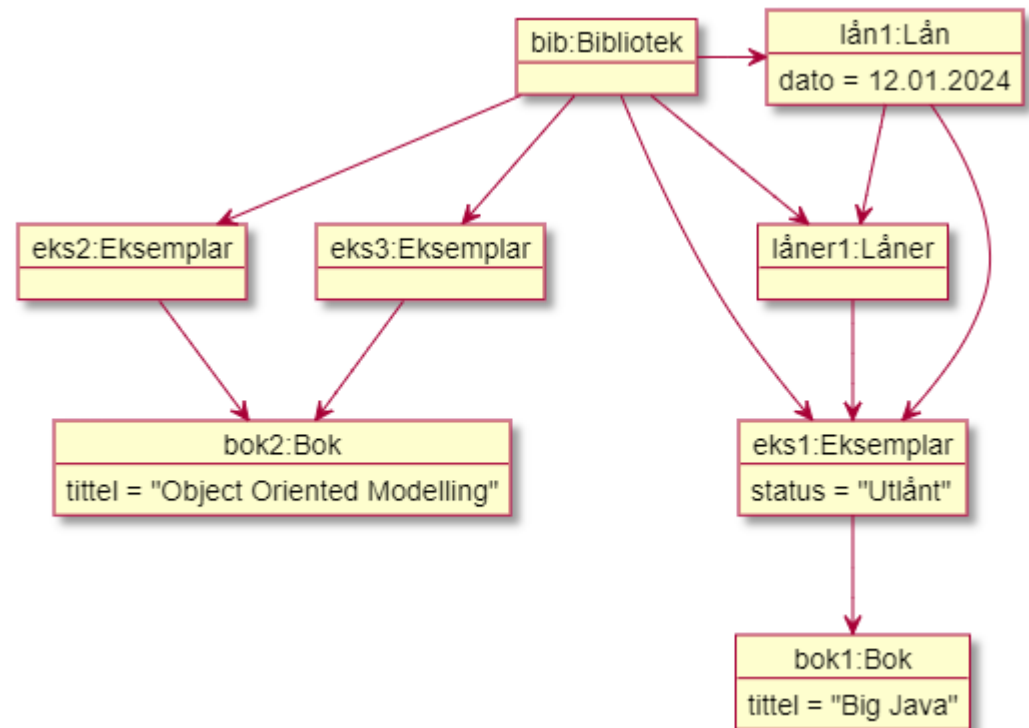 bib:Bibliotek
lån1:Lån
dato = 12.01.2024
eks2:Eksemplar
eks3:Eksemplar
låner1:Låner
bok2:Bok
tittel = "Object Oriented Modelling"
eks1:Eksemplar
status = "Utlånt"
bok1:Bok
tittel = "Big Java"